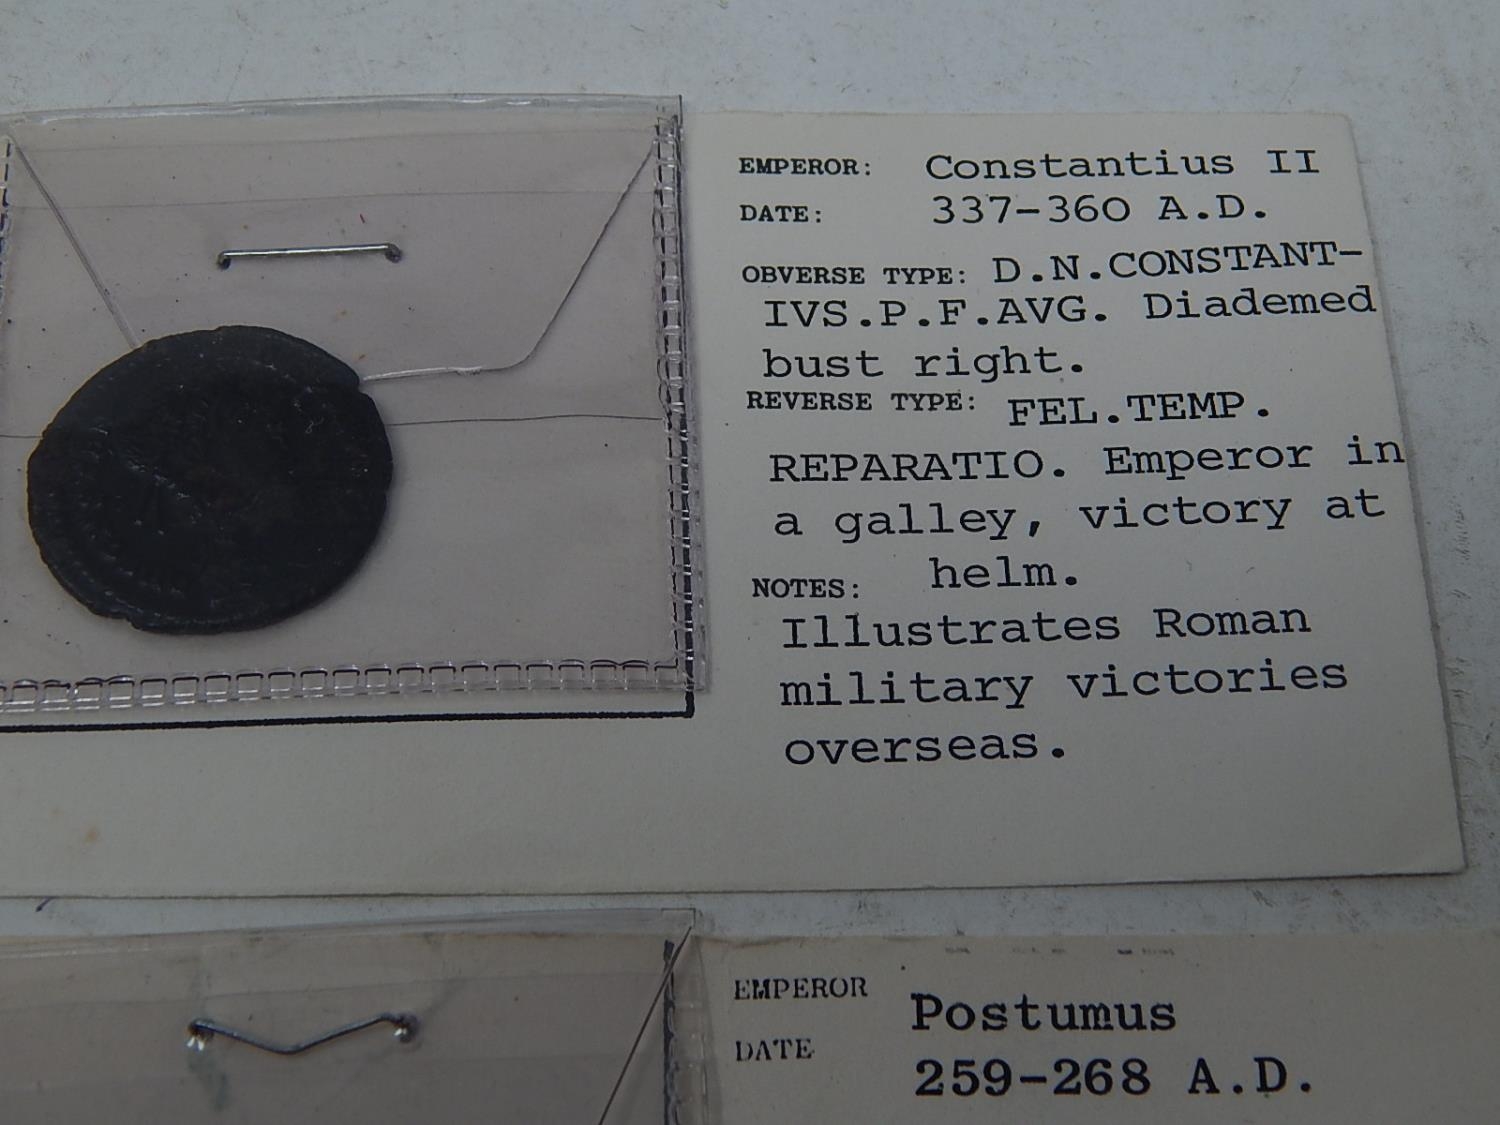 EMPEROR: Constantius II
DATE: 337-360 A.D.
OBVERSE TYPE: D.N.CONSTANT-
IVS.P.F.AVG. Diademed
bust right.
REVERSE TYPE: FEL.TEMP.
REPARATIO. Emperor in
a galley, victory at
helm.
NOTES:
Illustrates Roman
military victories
overseas.
EMPEROR Postumus
DATE 259-268 A.D.